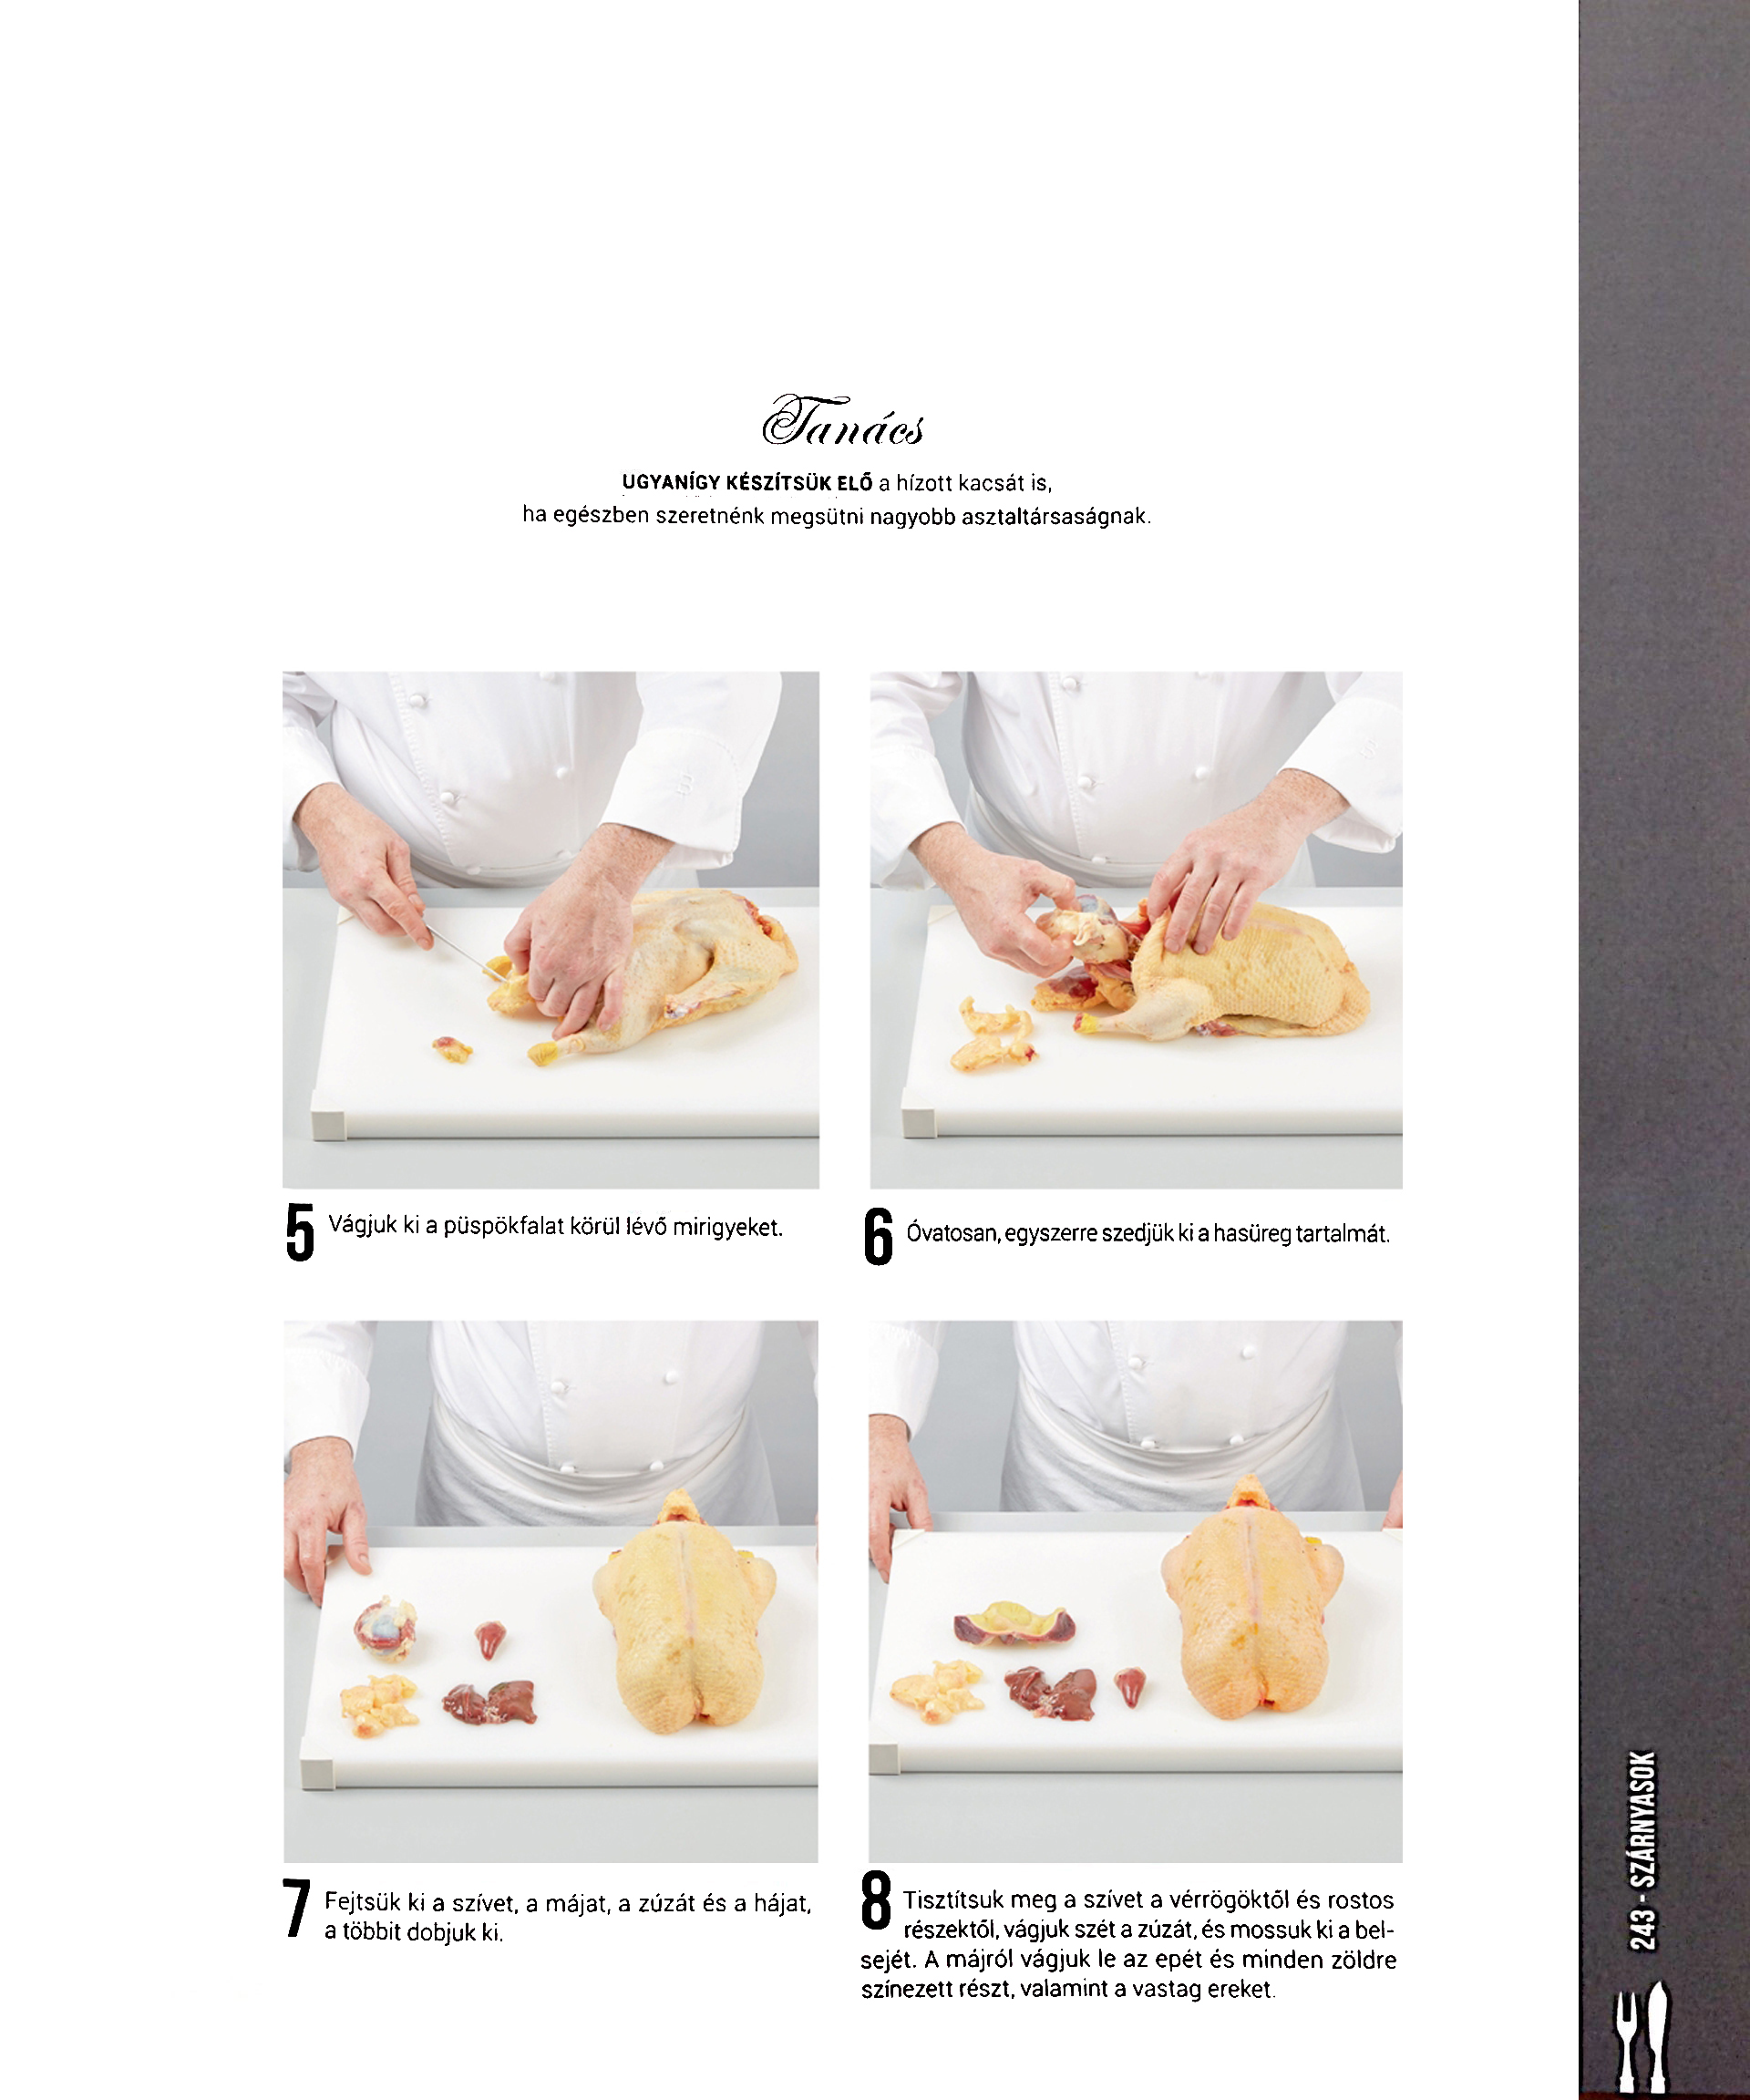 Tanács
UGYANÍGY KÉSZÍTSÜK ELŐ a hízott kacsát is,
ha egészben szeretnénk megsütni nagyobb asztaltársaságnak.
5 Vágjuk ki a püspökfalat körül lévő mirigyeket.
6 Óvatosan, egyszerre szedjük ki a hasüreg tartalmát.
7 Fejtsük ki a szívet, a májat, a zúzát és a hájat,
a többit dobjuk ki.
8 Tisztítsuk meg a szívet a vérrögöktől és rostos
részektől, vágjuk szét a zúzát, és mossuk ki a bel-
sejét. A májról vágjuk le az epét és minden zöldre
színezett részt, valamint a vastag ereket.
243 - SZÁRNYASOK